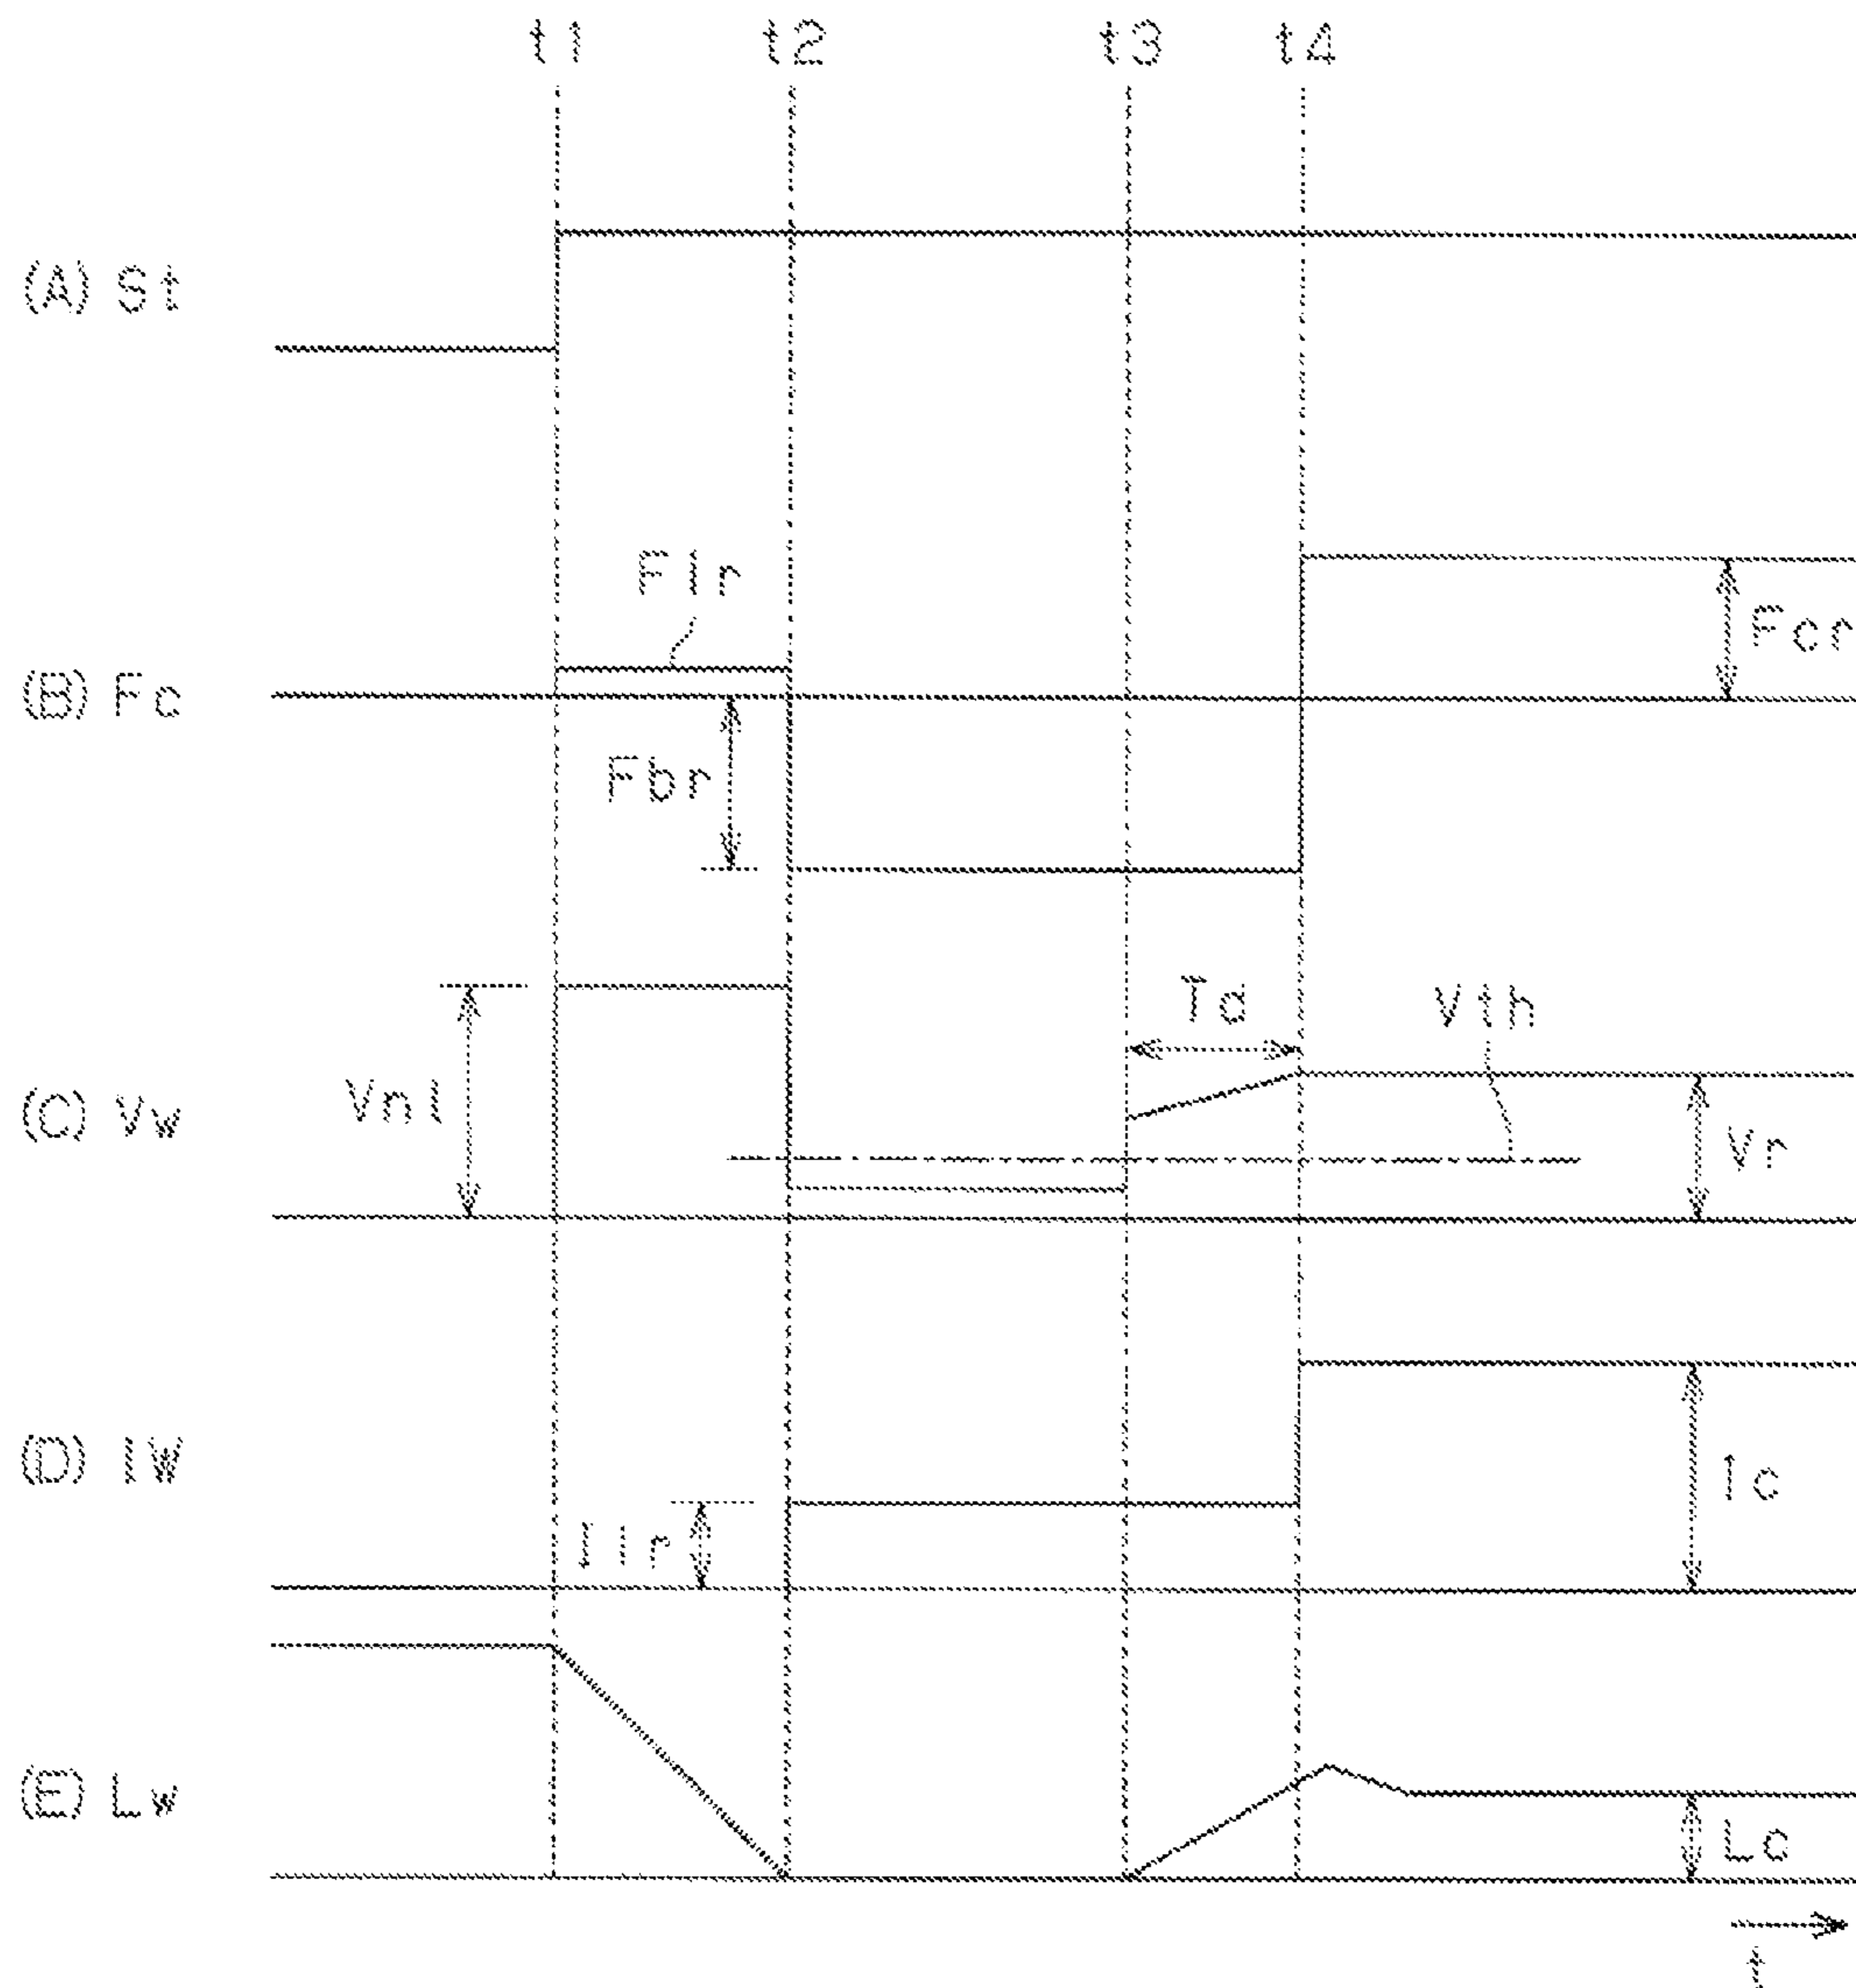 t1 t2 t3 t4
(A) St
Flr
Fcr
(B) Fc
Fbr
Td
Vth
Vnl
(C) Vw
Vr
(D) IW
Ic
Ilr
(E) Lw
Lc
t